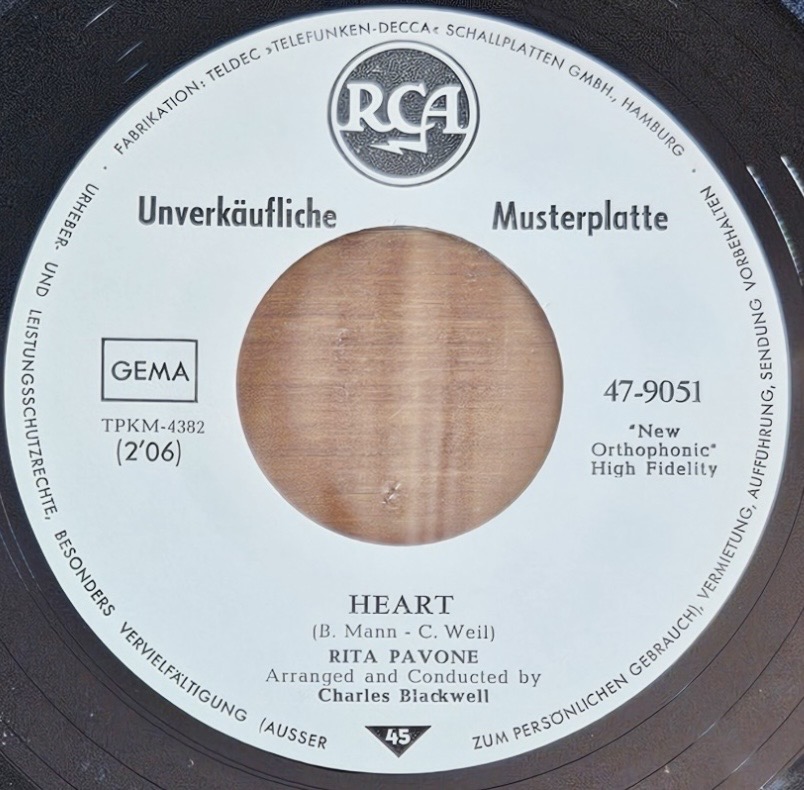 · FABRIKATION: TELDEC ›TELEFUNKEN-DECCA‹ SCHALLPLATTEN GMBH., HAMBURG ·
RCA
Unverkäufliche Musterplatte
GEMA
TPKM-4382
(2'06)
47-9051
"New
Orthophonic"
High Fidelity
HEART
(B. Mann - C. Weil)
RITA PAVONE
Arranged and Conducted by
Charles Blackwell
45
URHEBER- UND LEISTUNGSSCHUTZRECHTE, BESONDERS VERVIELFÄLTIGUNG (AUSSER ZUM PERSÖNLICHEN GEBRAUCH), VERMIETUNG, AUFFÜHRUNG, SENDUNG VORBEHALTEN